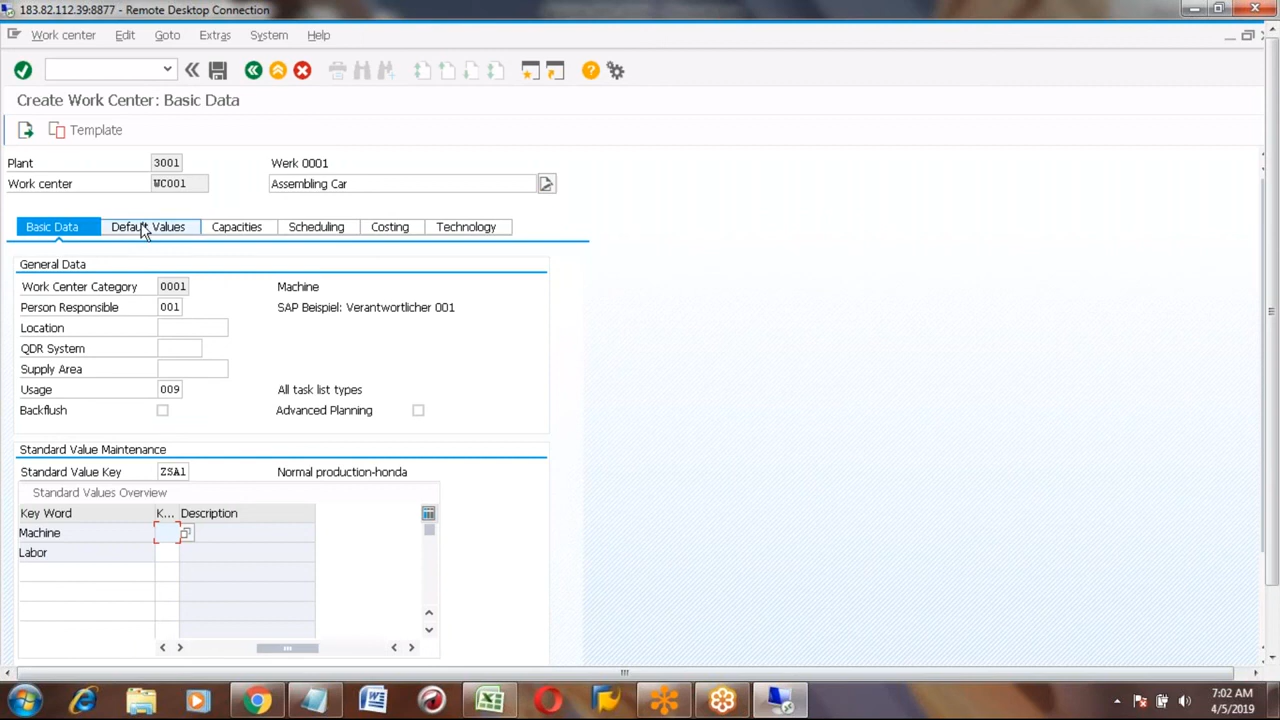 183.82.112.39:8877 - Remote Desktop Connection
Work center Edit Goto Extras System Help
Create Work Center: Basic Data
Template
Plant 3001 Werk 0001
Work center WC001 Assembling Car
Basic Data Default Values Capacities Scheduling Costing Technology
General Data
Work Center Category 0001 Machine
Person Responsible 001 SAP Beispiel: Verantwortlicher 001
Location
QDR System
Supply Area
Usage 009 All task list types
Backflush Advanced Planning
Standard Value Maintenance
Standard Value Key ZSA1 Normal production-honda
Standard Values Overview
Key Word K... Description
Machine
Labor
7:02 AM
4/5/2019